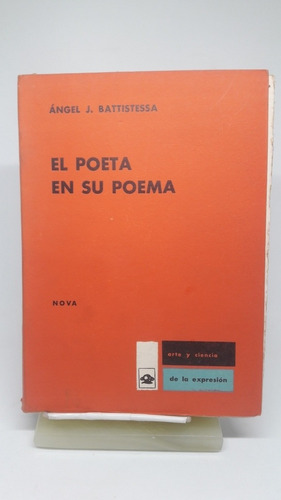 ÁNGEL J. BATTISTESSA
EL POETA
EN SU POEMA
NOVA
arte y ciencia
de la expresión